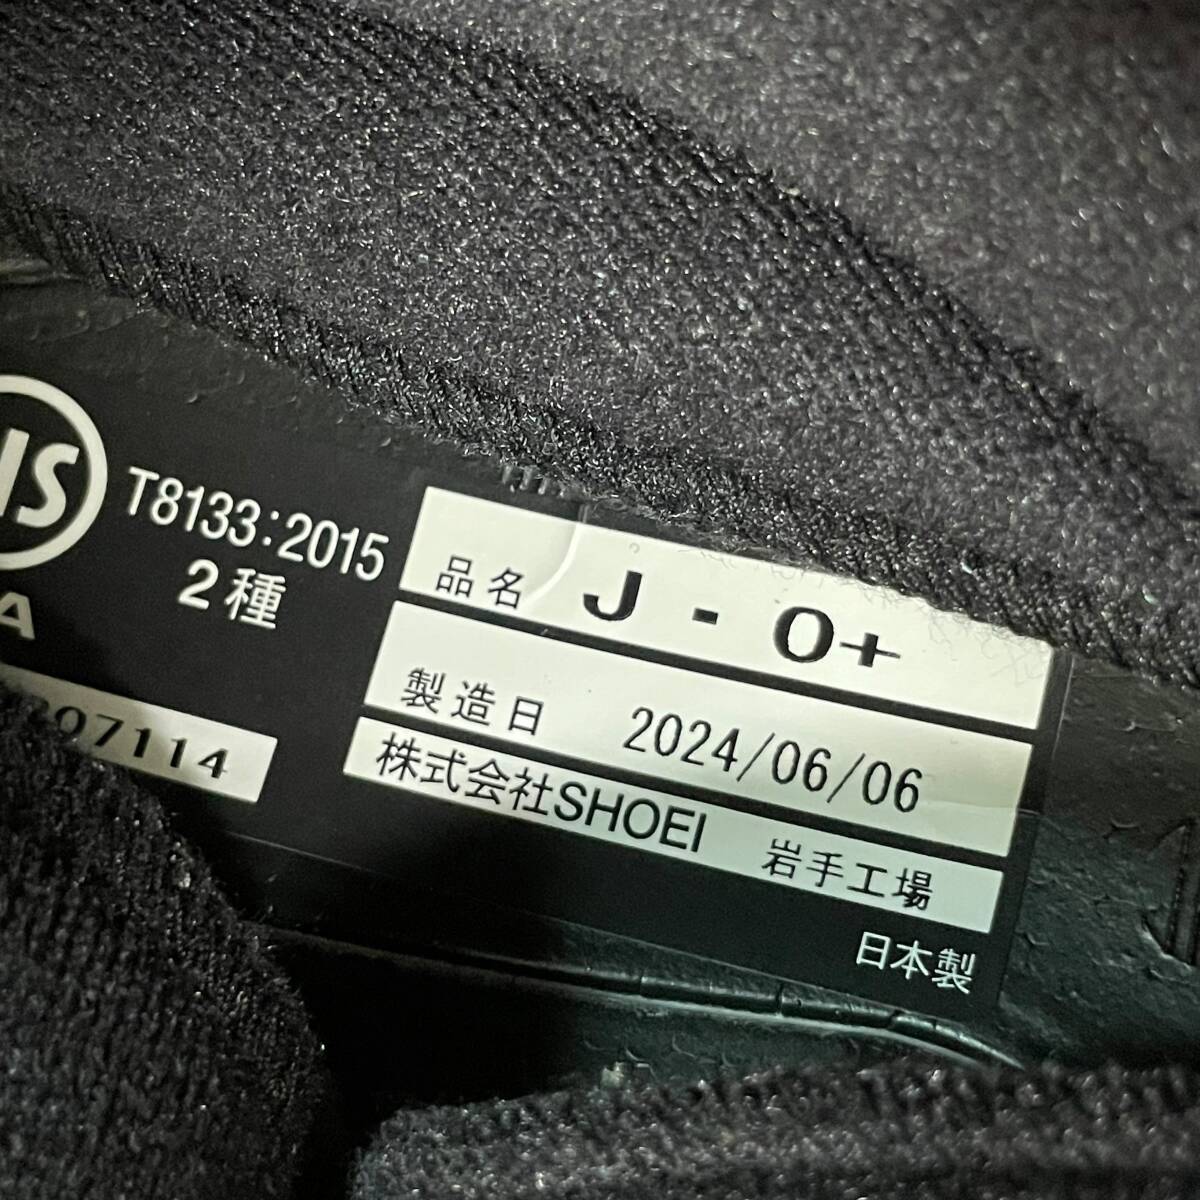 T8133:2015
2種
品名 J - O+
製造日 2024/06/06
株式会社SHOEI 岩手工場
日本製
07114